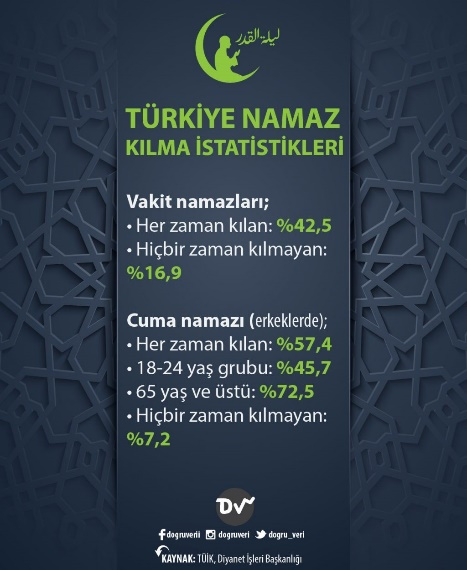 ليلة القدر
TÜRKİYE NAMAZ
KILMA İSTATİSTİKLERİ
Vakit namazları;
• Her zaman kılan: %42,5
• Hiçbir zaman kılmayan:
%16,9
Cuma namazı (erkeklerde);
• Her zaman kılan: %57,4
• 18-24 yaş grubu: %45,7
• 65 yaş ve üstü: %72,5
• Hiçbir zaman kılmayan:
%7,2
DV
dogruverii dogruveri dogru_veri
KAYNAK: TÜİK, Diyanet İşleri Başkanlığı